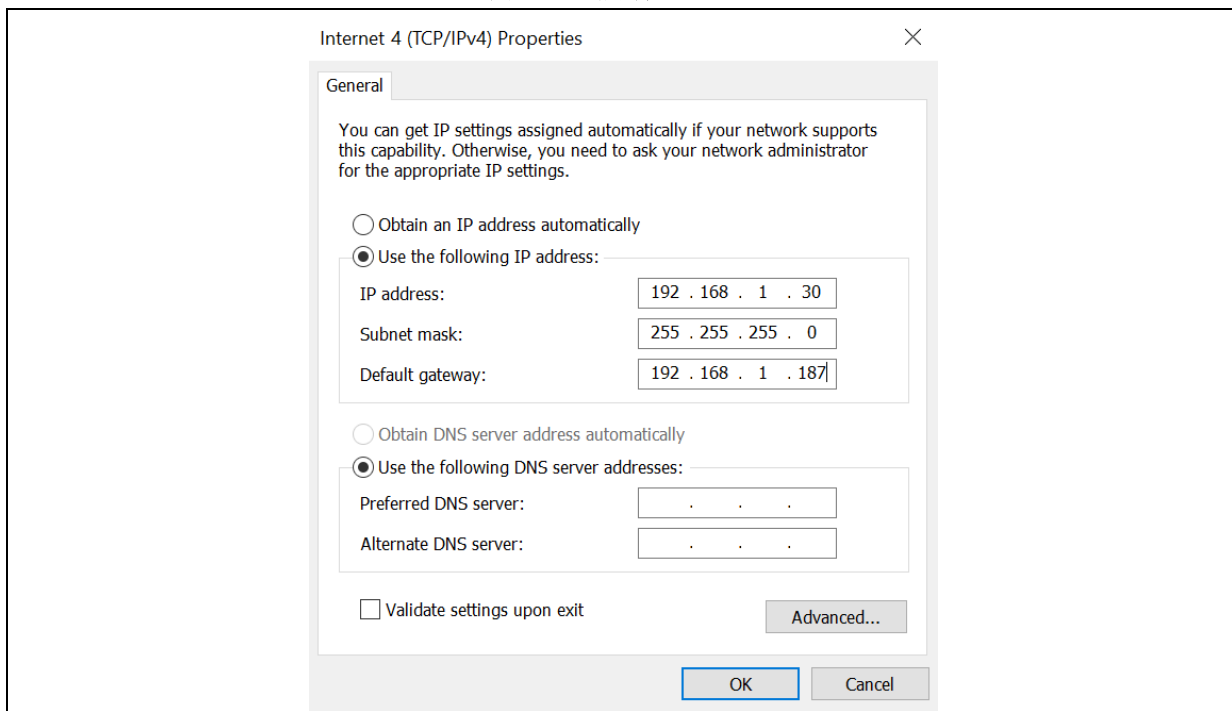 Internet 4 (TCP/IPv4) Properties
General
You can get IP settings assigned automatically if your network supports
this capability. Otherwise, you need to ask your network administrator
for the appropriate IP settings.
Obtain an IP address automatically
Use the following IP address:
IP address: 192 . 168 . 1 . 30
Subnet mask: 255 . 255 . 255 . 0
Default gateway: 192 . 168 . 1 . 187
Obtain DNS server address automatically
Use the following DNS server addresses:
Preferred DNS server: . . .
Alternate DNS server: . . .
Validate settings upon exit
Advanced...
OK Cancel